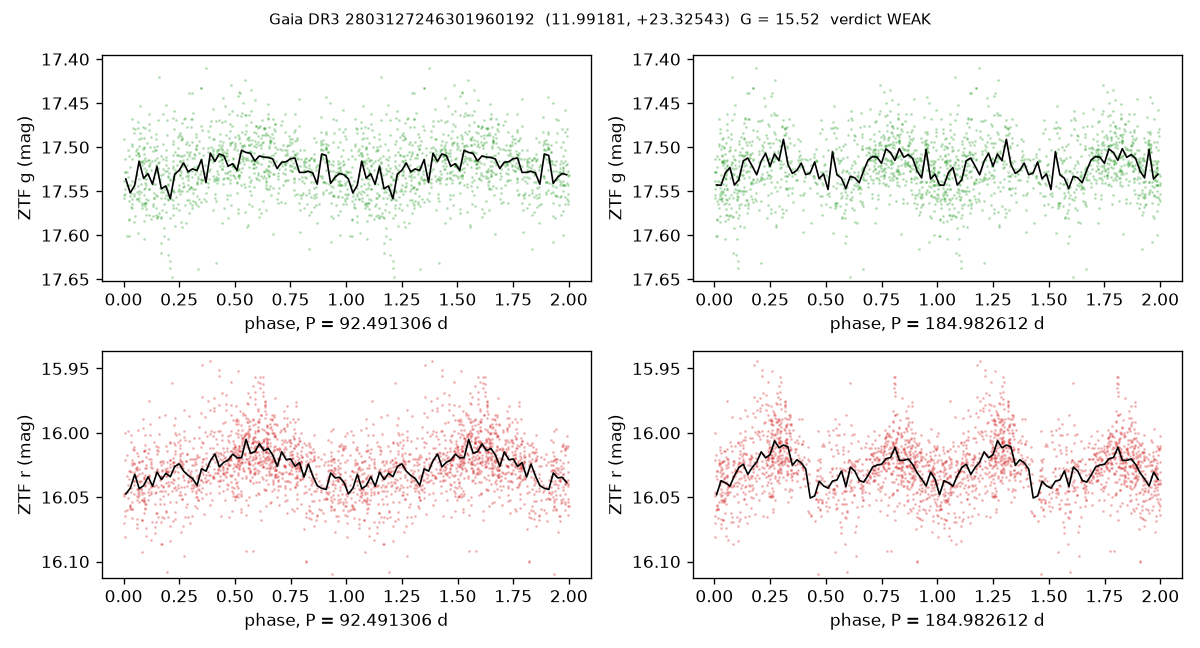 Gaia DR3 2803127246301960192  (11.99181, +23.32543)  G = 15.52  verdict WEAK
17.40
17.45
17.50
17.55
17.60
17.65
ZTF g (mag)
0.00 0.25 0.50 0.75 1.00 1.25 1.50 1.75 2.00
phase, P = 92.491306 d
17.40
17.45
17.50
17.55
17.60
17.65
ZTF g (mag)
0.00 0.25 0.50 0.75 1.00 1.25 1.50 1.75 2.00
phase, P = 184.982612 d
15.95
16.00
16.05
16.10
ZTF r (mag)
0.00 0.25 0.50 0.75 1.00 1.25 1.50 1.75 2.00
phase, P = 92.491306 d
15.95
16.00
16.05
16.10
ZTF r (mag)
0.00 0.25 0.50 0.75 1.00 1.25 1.50 1.75 2.00
phase, P = 184.982612 d